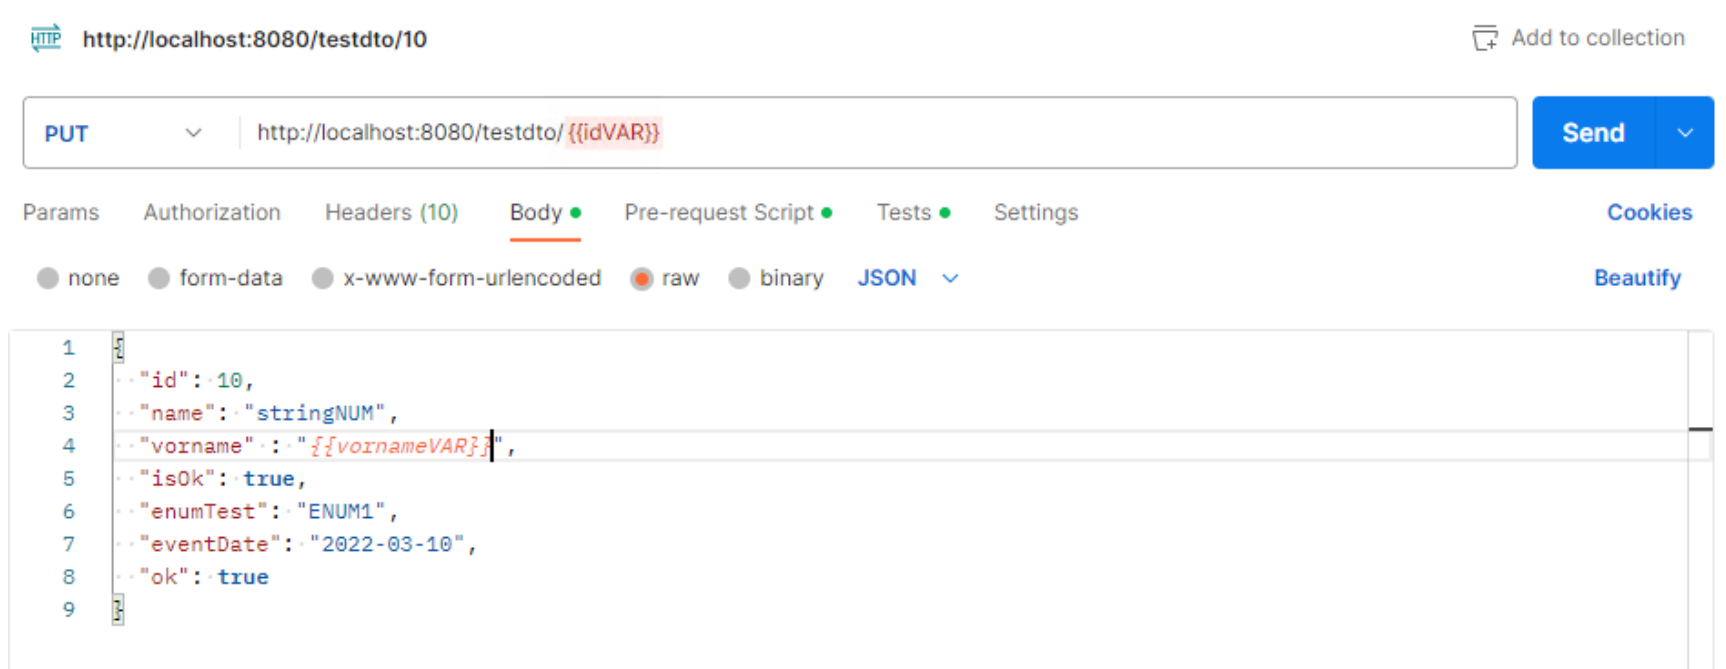 HTTP http://localhost:8080/testdto/10 Add to collection
PUT http://localhost:8080/testdto/{{idVAR}} Send
Params Authorization Headers (10) Body Pre-request Script Tests Settings Cookies
none form-data x-www-form-urlencoded raw binary JSON Beautify
1 {
2 "id": 10,
3 "name": "stringNUM",
4 "vorname" : "{{vornameVAR}}",
5 "isOk": true,
6 "enumTest": "ENUM1",
7 "eventDate": "2022-03-10",
8 "ok": true
9 }